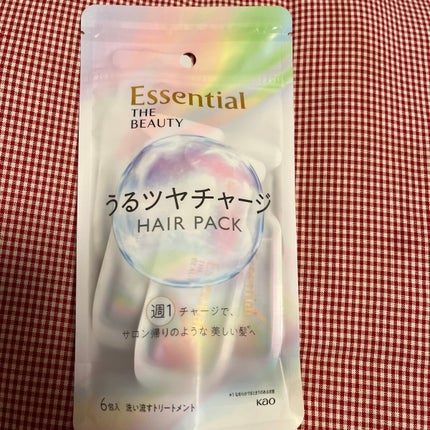 Essential
THE
BEAUTY
うるツヤチャージ
HAIR PACK
週1 チャージで、
サロン帰りのような 美しい髪*へ
6包入 洗い流すトリートメント
Kao